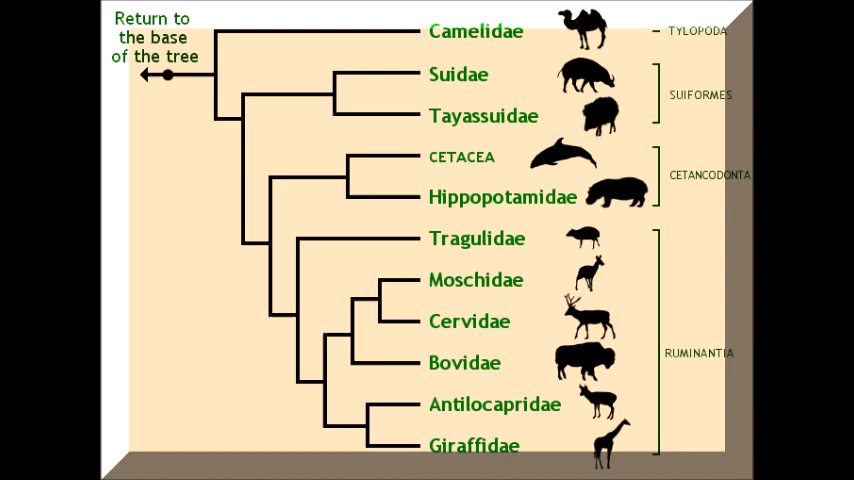 Return to
the base
of the tree
Camelidae
TYLOPODA
Suidae
SUIFORMES
Tayassuidae
CETACEA
CETANCODONTA
Hippopotamidae
Tragulidae
Moschidae
Cervidae
RUMINANTIA
Bovidae
Antilocapridae
Giraffidae